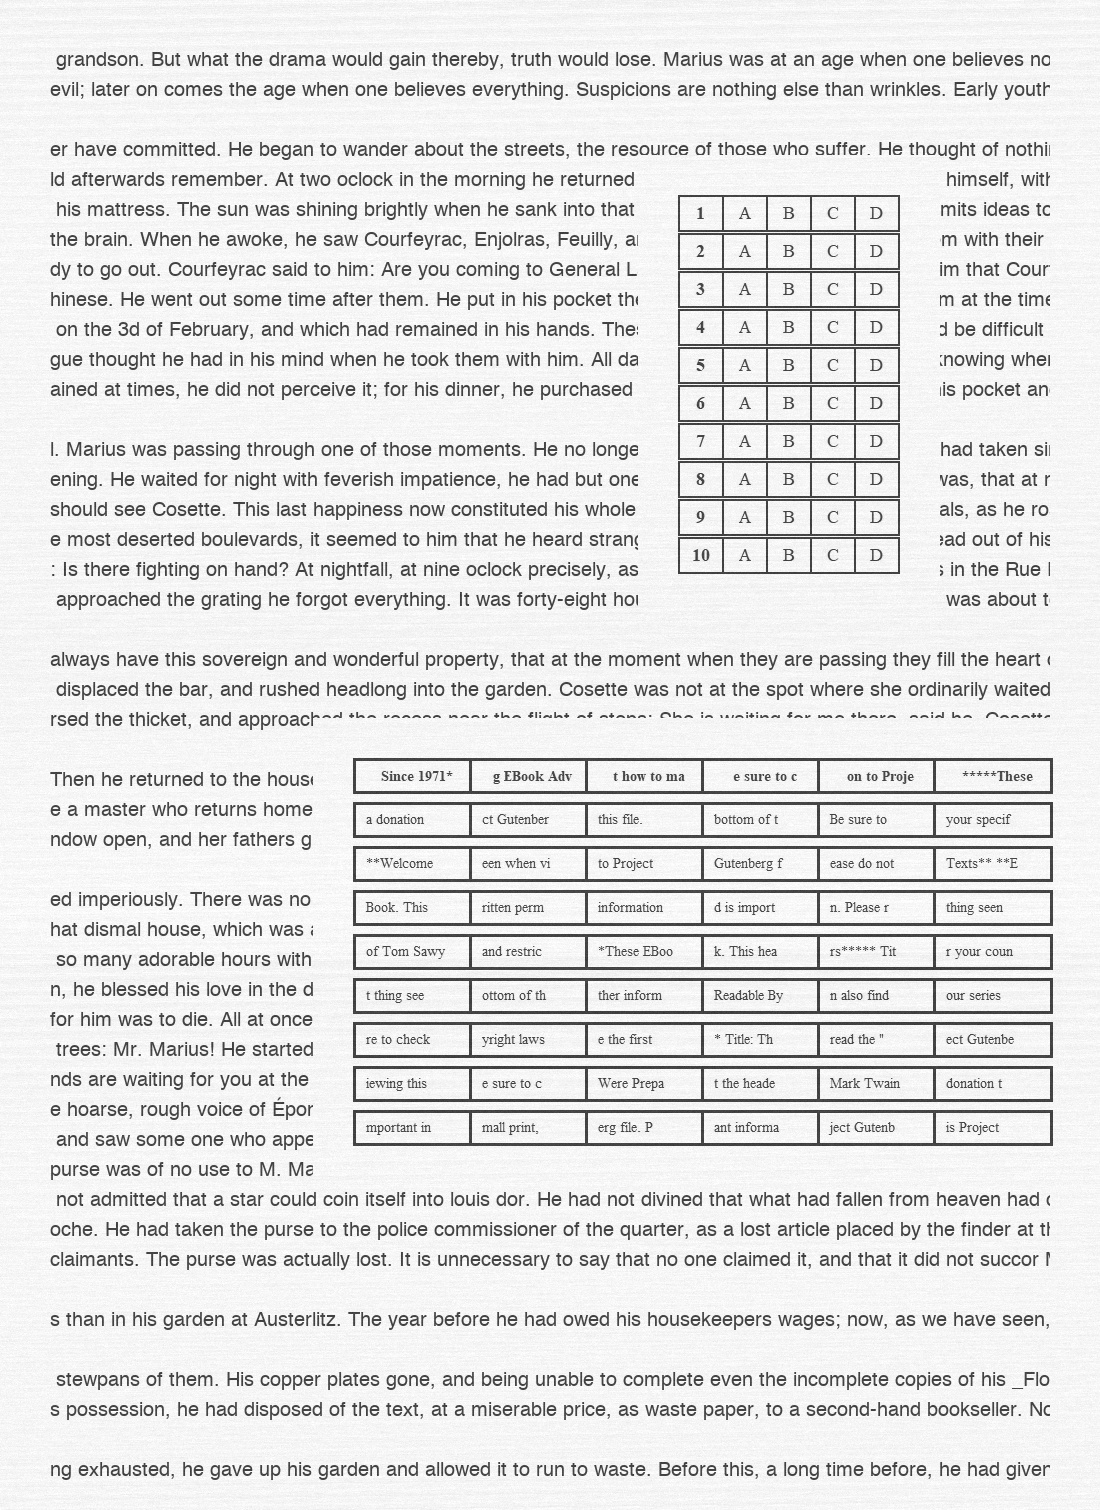 grandson. But what the drama would gain thereby, truth would lose. Marius was at an age when one believes no
evil; later on comes the age when one believes everything. Suspicions are nothing else than wrinkles. Early youth
er have committed. He began to wander about the streets, the resource of those who suffer. He thought of nothi
ld afterwards remember. At two oclock in the morning he returned himself, with
his mattress. The sun was shining brightly when he sank into that mits ideas to
the brain. When he awoke, he saw Courfeyrac, Enjolras, Feuilly, a m with their
dy to go out. Courfeyrac said to him: Are you coming to General L im that Cour
hinese. He went out some time after them. He put in his pocket the m at the time
on the 3d of February, and which had remained in his hands. The d be difficult
gue thought he had in his mind when he took them with him. All da knowing wher
ained at times, he did not perceive it; for his dinner, he purchased is pocket an
l. Marius was passing through one of those moments. He no longe had taken si
ening. He waited for night with feverish impatience, he had but one was, that at
should see Cosette. This last happiness now constituted his whole als, as he ro
e most deserted boulevards, it seemed to him that he heard strang ead out of his
: Is there fighting on hand? At nightfall, at nine oclock precisely, as s in the Rue
approached the grating he forgot everything. It was forty-eight hou was about t
1 A B C D
2 A B C D
3 A B C D
4 A B C D
5 A B C D
6 A B C D
7 A B C D
8 A B C D
9 A B C D
10 A B C D
always have this sovereign and wonderful property, that at the moment when they are passing they fill the heart
displaced the bar, and rushed headlong into the garden. Cosette was not at the spot where she ordinarily waited
rsed the thicket, and approached the recess near the flight of steps: She is waiting for me there, said he. Cosette
Then he returned to the house
e a master who returns home
ndow open, and her fathers g
ed imperiously. There was no
hat dismal house, which was
so many adorable hours with
n, he blessed his love in the d
for him was to die. All at once
trees: Mr. Marius! He started
nds are waiting for you at the
e hoarse, rough voice of Épor
and saw some one who appe
purse was of no use to M. Ma
Since 1971* g EBook Adv t how to ma e sure to c on to Proje *****These
a donation ct Gutenber this file. bottom of t Be sure to your specif
**Welcome een when vi to Project Gutenberg f ease do not Texts** **E
Book. This ritten perm information d is import n. Please r thing seen
of Tom Sawy and restric *These EBoo k. This hea rs***** Tit r your coun
t thing see ottom of th ther inform Readable By n also find our series
re to check yright laws e the first * Title: Th read the " ect Gutenbe
iewing this e sure to c Were Prepa t the heade Mark Twain donation t
mportant in mall print, erg file. P ant informa ject Gutenb is Project
not admitted that a star could coin itself into louis dor. He had not divined that what had fallen from heaven had
oche. He had taken the purse to the police commissioner of the quarter, as a lost article placed by the finder at th
claimants. The purse was actually lost. It is unnecessary to say that no one claimed it, and that it did not succor
s than in his garden at Austerlitz. The year before he had owed his housekeepers wages; now, as we have seen,
stewpans of them. His copper plates gone, and being unable to complete even the incomplete copies of his _Flo
s possession, he had disposed of the text, at a miserable price, as waste paper, to a second-hand bookseller. No
ng exhausted, he gave up his garden and allowed it to run to waste. Before this, a long time before, he had given